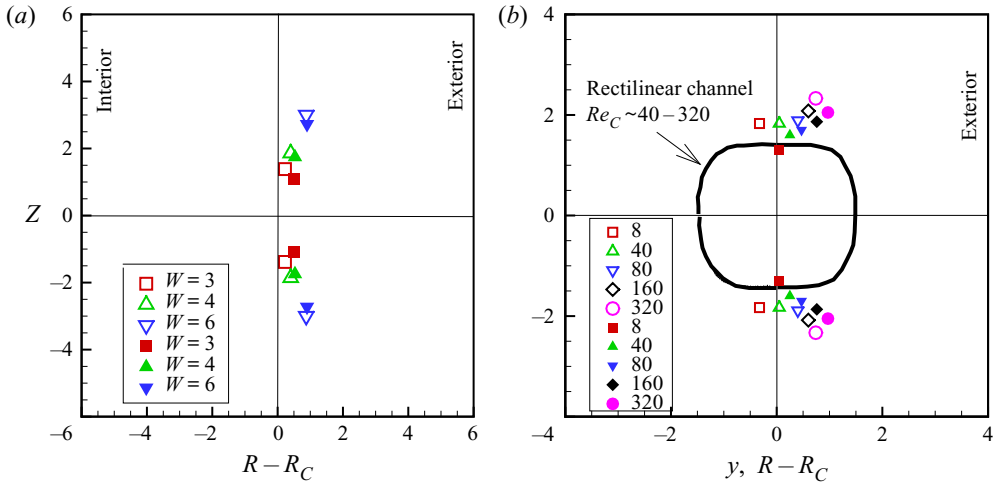 (a)
6
4
2
0
−2
−4
−6
Z
Interior
Exterior
W = 3
W = 4
W = 6
W = 3
W = 4
W = 6
−6 −4 −2 0 2 4 6
R − R_C
(b)
4
2
0
−2
−4
Rectilinear channel
Re_C ~ 40 – 320
Exterior
8
40
80
160
320
8
40
80
160
320
−4 −2 0 2 4
y, R − R_C